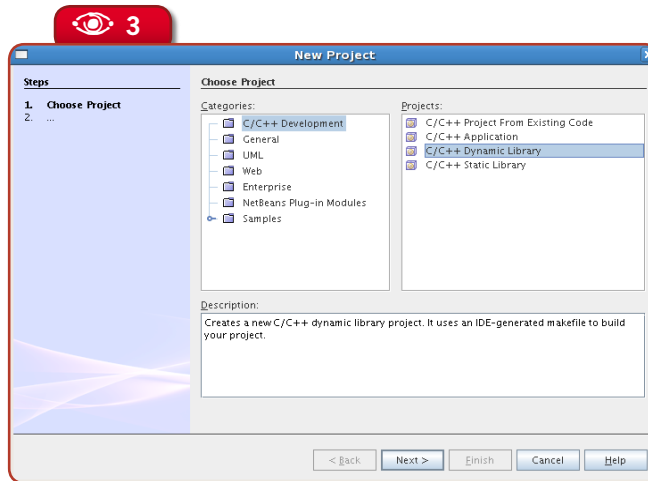 3
New Project
Steps
1. Choose Project
2. ...
Choose Project
Categories:
C/C++ Development
General
UML
Web
Enterprise
NetBeans Plug-in Modules
Samples
Projects:
C/C++ Project From Existing Code
C/C++ Application
C/C++ Dynamic Library
C/C++ Static Library
Description:
Creates a new C/C++ dynamic library project. It uses an IDE-generated makefile to build
your project.
< Back Next > Finish Cancel Help